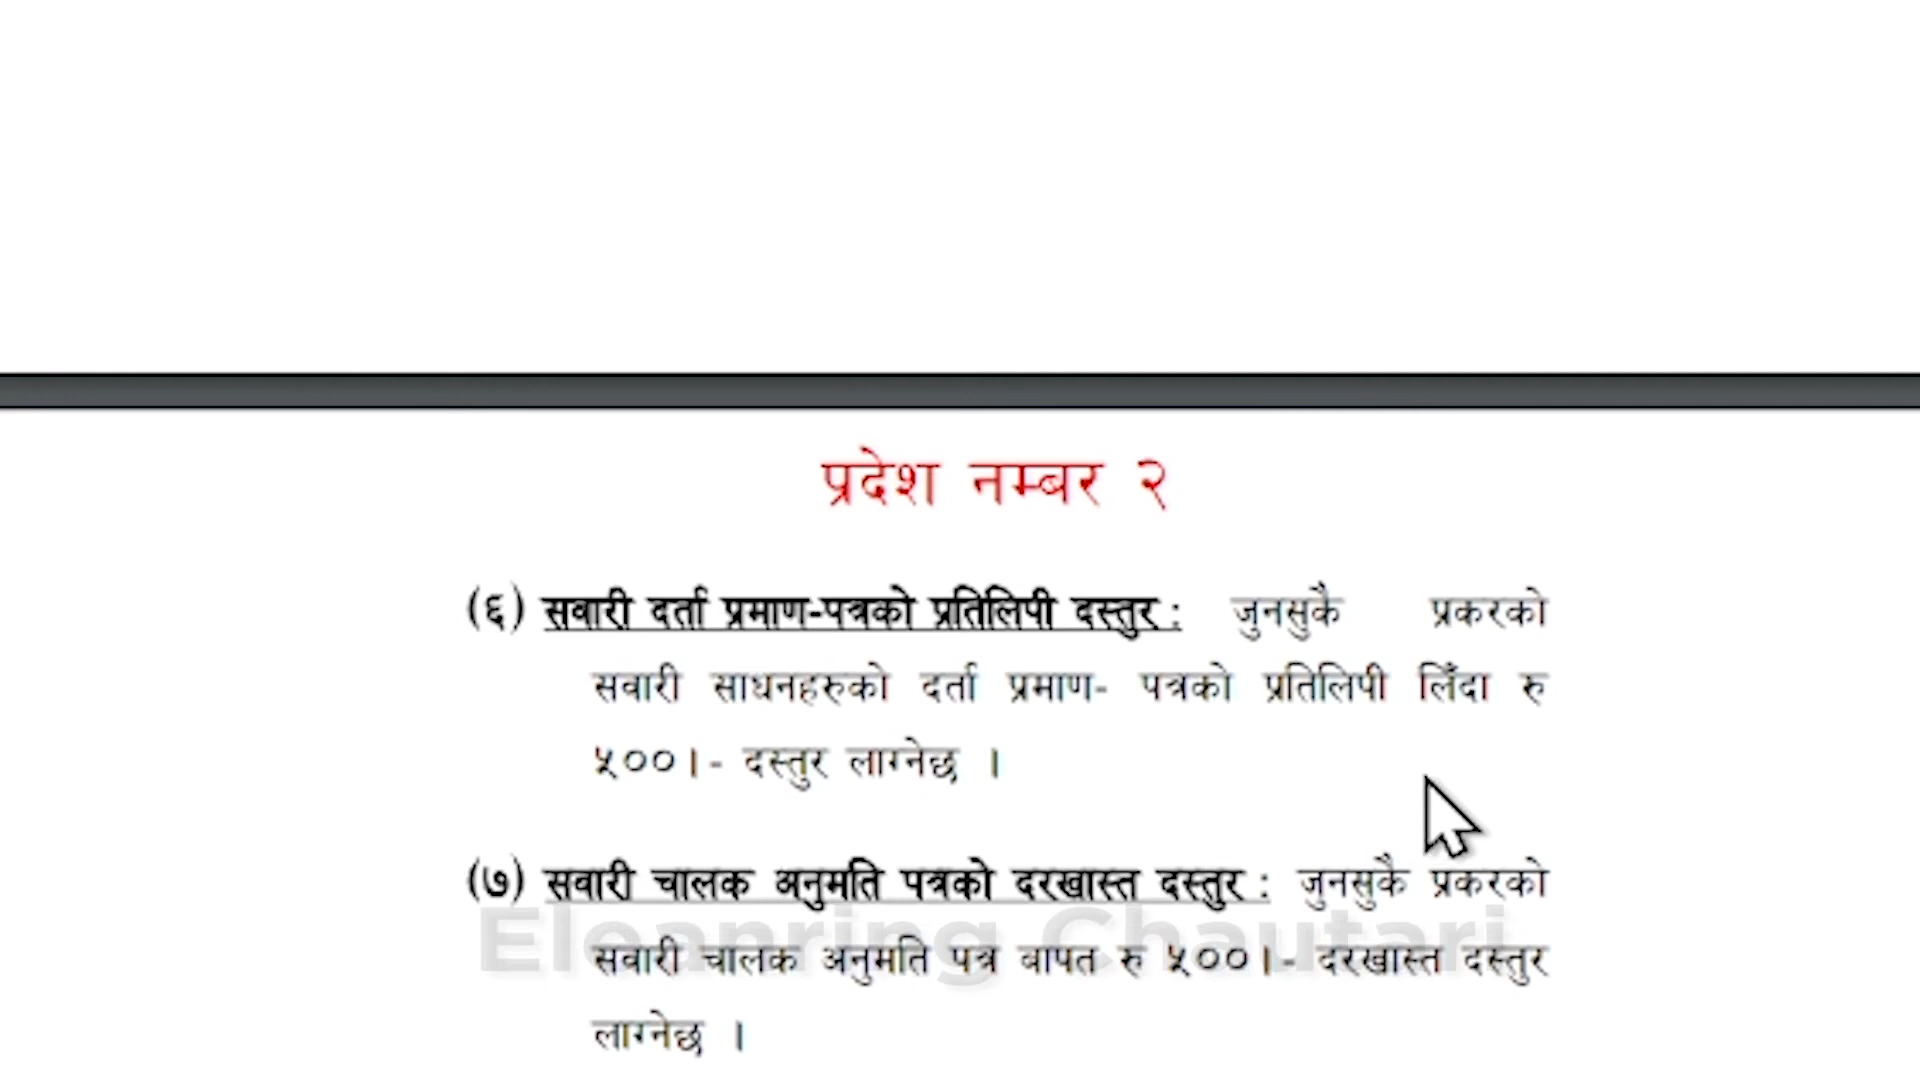 प्रदेश नम्बर २
(६) सवारी दर्ता प्रमाण-पत्रको प्रतिलिपी दस्तुर : जुनसुकै प्रकरको
सवारी साधनहरुको दर्ता प्रमाण- पत्रको प्रतिलिपी लिँदा रु
५००।- दस्तुर लाग्नेछ ।
(७) सवारी चालक अनुमति पत्रको दरखास्त दस्तुर : जुनसुकै प्रकरको
Eleanring Chautari
सवारी चालक अनुमति पत्र वापत रु ५००।- दरखास्त दस्तुर
लाग्नेछ ।